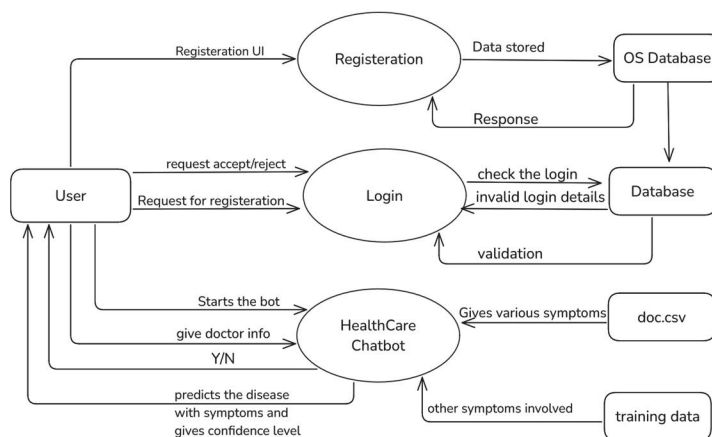 Registeration UI
Registeration
Data stored
OS Database
Response
request accept/reject
check the login
User
Request for registeration
Login
invalid login details
Database
validation
Starts the bot
HealthCare
Chatbot
Giyes various symptoms
doc.csv
give doctor info
Y/N
predicts the disease
with symptoms and
gives confidence level
other symptoms involved
training data